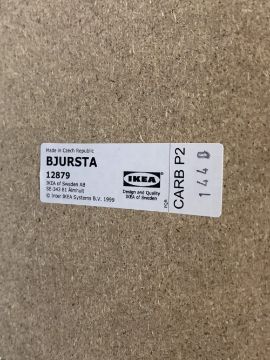 Made in Czech Republic
BJURSTA
12879
IKEA of Sweden AB
SE-343 81 Älmhult
© Inter IKEA Systems B.V. 1999
IKEA
Design and Quality
IKEA of Sweden
CARB P2